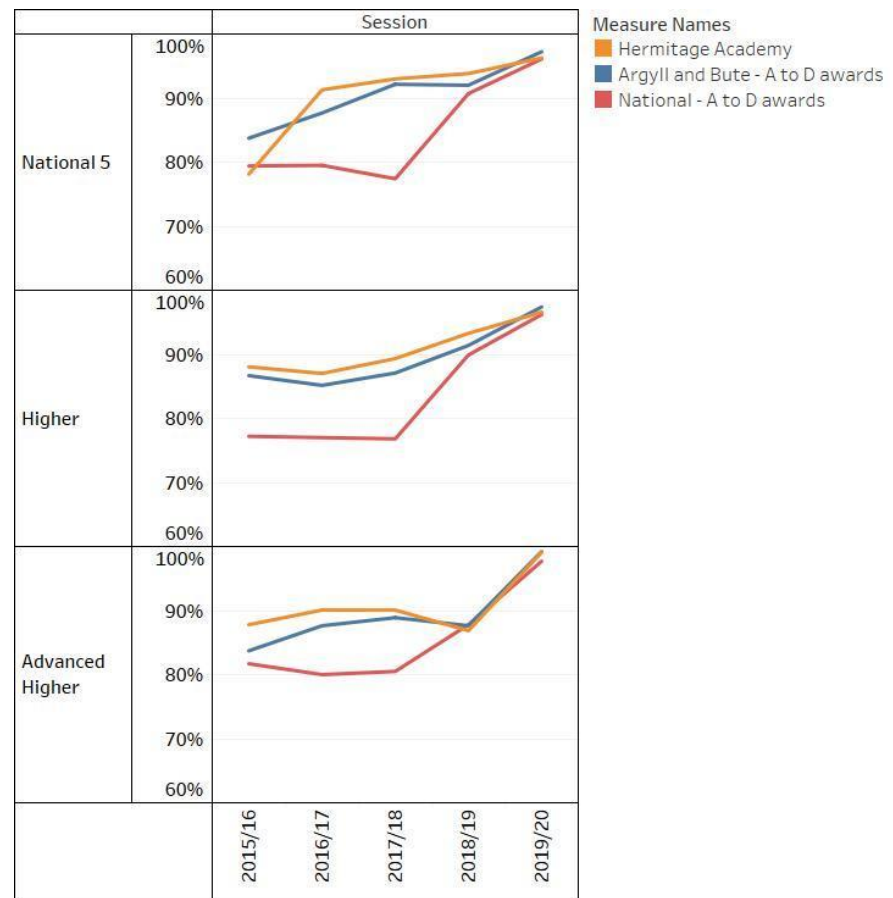 Session
National 5
100%
90%
80%
70%
60%
Higher
100%
90%
80%
70%
60%
Advanced
Higher
100%
90%
80%
70%
60%
2015/16
2016/17
2017/18
2018/19
2019/20
Measure Names
Hermitage Academy
Argyll and Bute - A to D awards
National - A to D awards